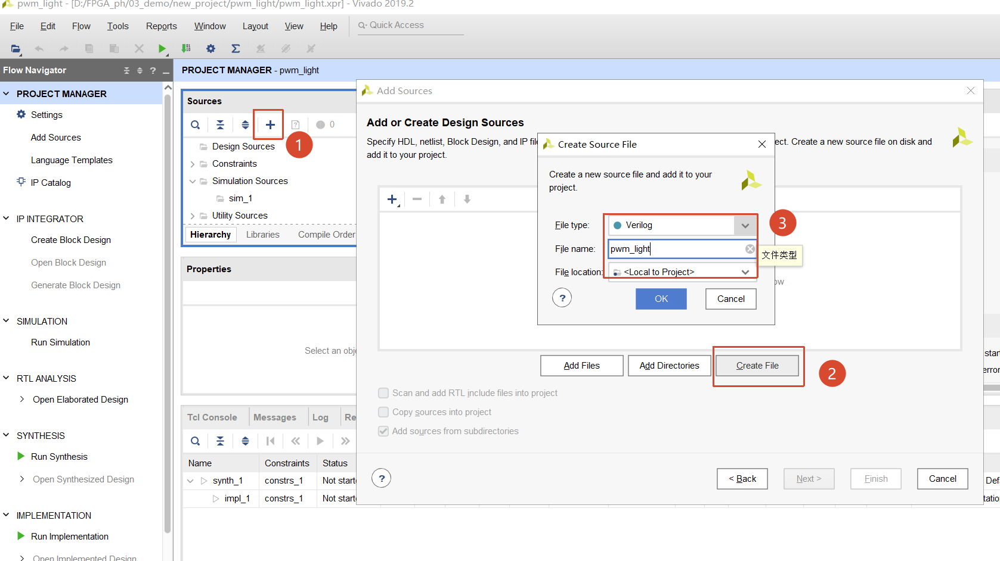 pwm_light - [D:/FPGA_ph/03_demo/new_project/pwm_light/pwm_light.xpr] - Vivado 2019.2
File Edit Flow Tools Reports Window Layout View Help Quick Access
Flow Navigator
PROJECT MANAGER
Settings
Add Sources
Language Templates
IP Catalog
IP INTEGRATOR
Create Block Design
Open Block Design
Generate Block Design
SIMULATION
Run Simulation
RTL ANALYSIS
Open Elaborated Design
SYNTHESIS
Run Synthesis
Open Synthesized Design
IMPLEMENTATION
Run Implementation
Open Implemented Design
PROJECT MANAGER - pwm_light
Sources
0
1
Design Sources
Constraints
Simulation Sources
sim_1
Utility Sources
Hierarchy Libraries Compile Order
Properties
Select an obje
Tcl Console Messages Log Re
Name Constraints Status
synth_1 constrs_1 Not starte
impl_1 constrs_1 Not starte
Add Sources
Add or Create Design Sources
Specify HDL, netlist, Block Design, and IP file
ect. Create a new source file on disk and
add it to your project.
Create Source File
Create a new source file and add it to your
project.
File type: Verilog
3
File name: pwm_light
文件类型
File location: <Local to Project>
ow
? OK Cancel
Add Files Add Directories Create File
2
Scan and add RTL include files into project
Copy sources into project
Add sources from subdirectories
? < Back Next > Finish Cancel
start
error
Defa
tation